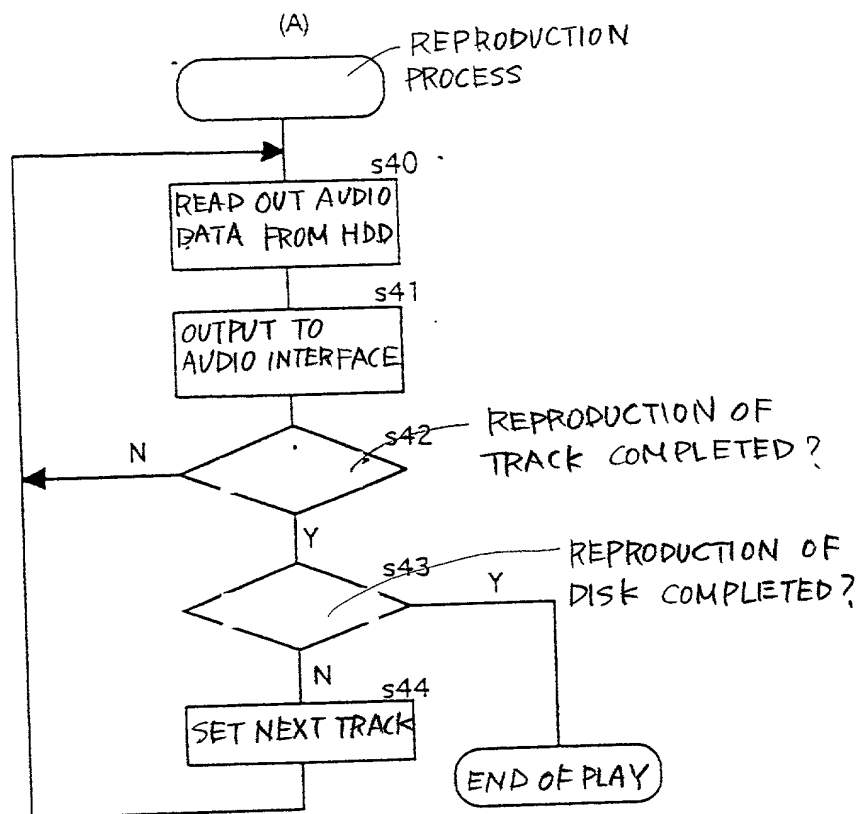 (A)
REPRODUCTION
PROCESS
s40
READ OUT AUDIO
DATA FROM HDD
s41
OUTPUT TO
AUDIO INTERFACE
s42
REPRODUCTION OF
TRACK COMPLETED?
N
Y
s43
REPRODUCTION OF
DISK COMPLETED?
Y
N
s44
SET NEXT TRACK
END OF PLAY